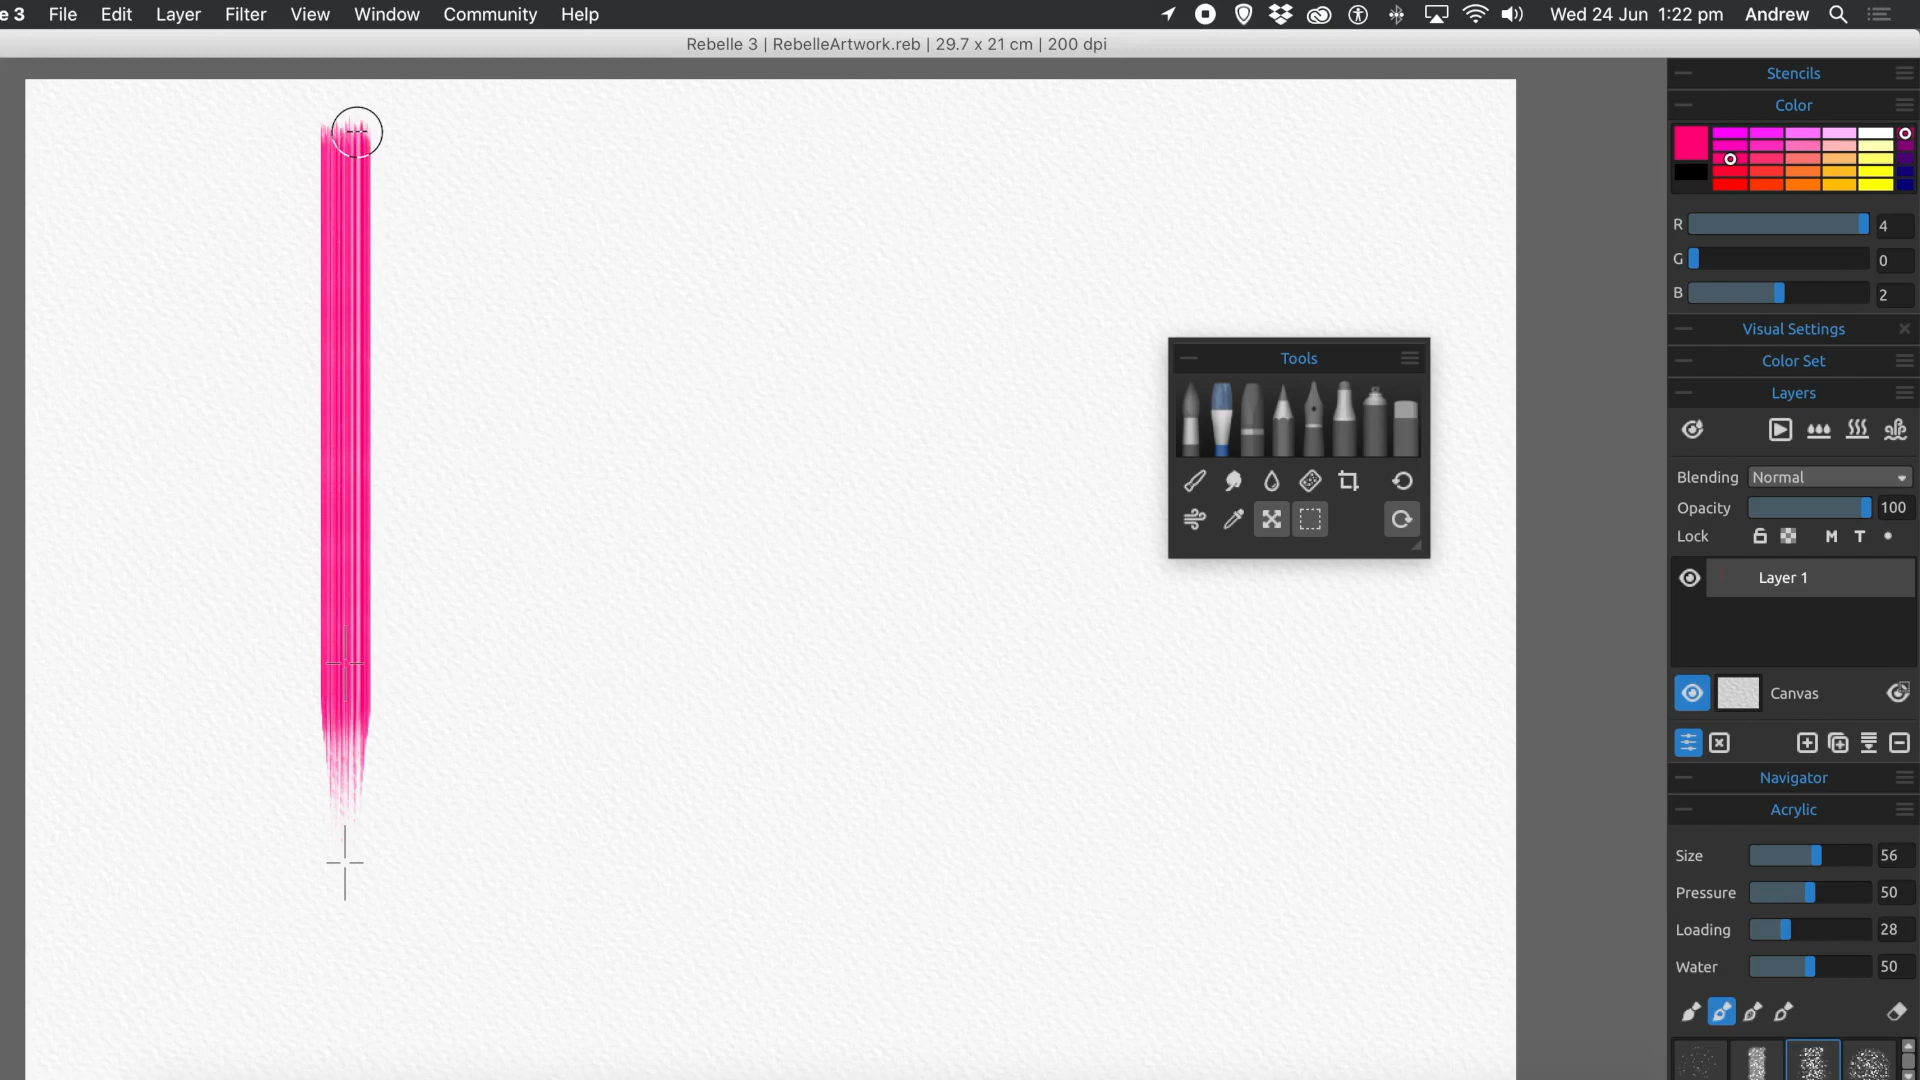 e 3 File Edit Layer Filter View Window Community Help Wed 24 Jun 1:22 pm Andrew
Rebelle 3 | RebelleArtwork.reb | 29.7 x 21 cm | 200 dpi
Stencils
Color
R 4
G 0
B 2
Visual Settings
Color Set
Layers
Blending Normal
Opacity 100
Lock M T
Layer 1
Canvas
Navigator
Acrylic
Size 56
Pressure 50
Loading 28
Water 50
Tools